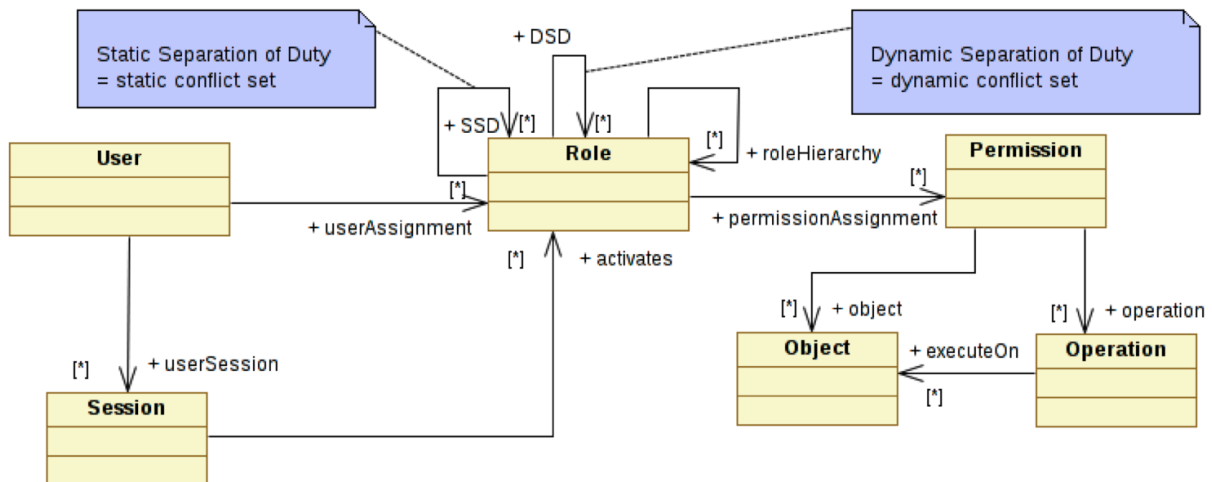 + DSD
Static Separation of Duty
= static conflict set
Dynamic Separation of Duty
= dynamic conflict set
+ SSD
[*]
[*]
User
Role
[*]
+ roleHierarchy
Permission
[*]
[*]
+ userAssignment
+ permissionAssignment
[*]
+ activates
[*]
+ object
[*]
+ operation
Object
+ executeOn
Operation
[*]
+ userSession
[*]
Session